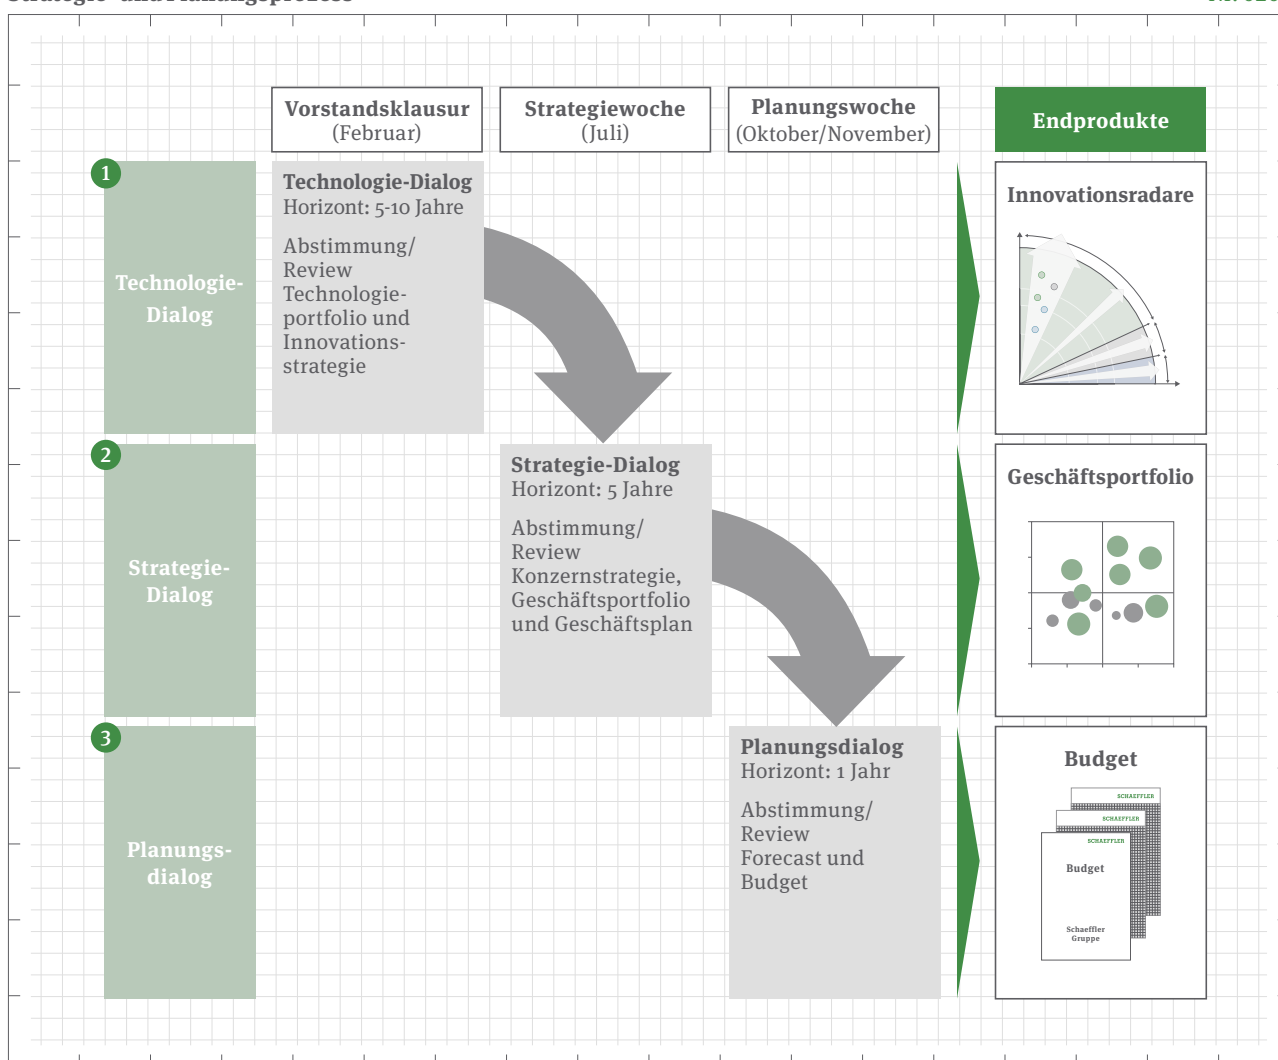 Vorstandsklausur
(Februar)
Strategiewoche
(Juli)
Planungswoche
(Oktober/November)
Endprodukte
1
Technologie-
Dialog
Technologie-Dialog
Horizont: 5-10 Jahre
Abstimmung/
Review
Technologie-
portfolio und
Innovations-
strategie
Innovationsradare
2
Strategie-
Dialog
Strategie-Dialog
Horizont: 5 Jahre
Abstimmung/
Review
Konzernstrategie,
Geschäftsportfolio
und Geschäftsplan
Geschäftsportfolio
3
Planungs-
dialog
Planungsdialog
Horizont: 1 Jahr
Abstimmung/
Review
Forecast und
Budget
Budget
SCHAEFFLER
SCHAEFFLER
SCHAEFFLER
Budget
Schaeffler
Gruppe